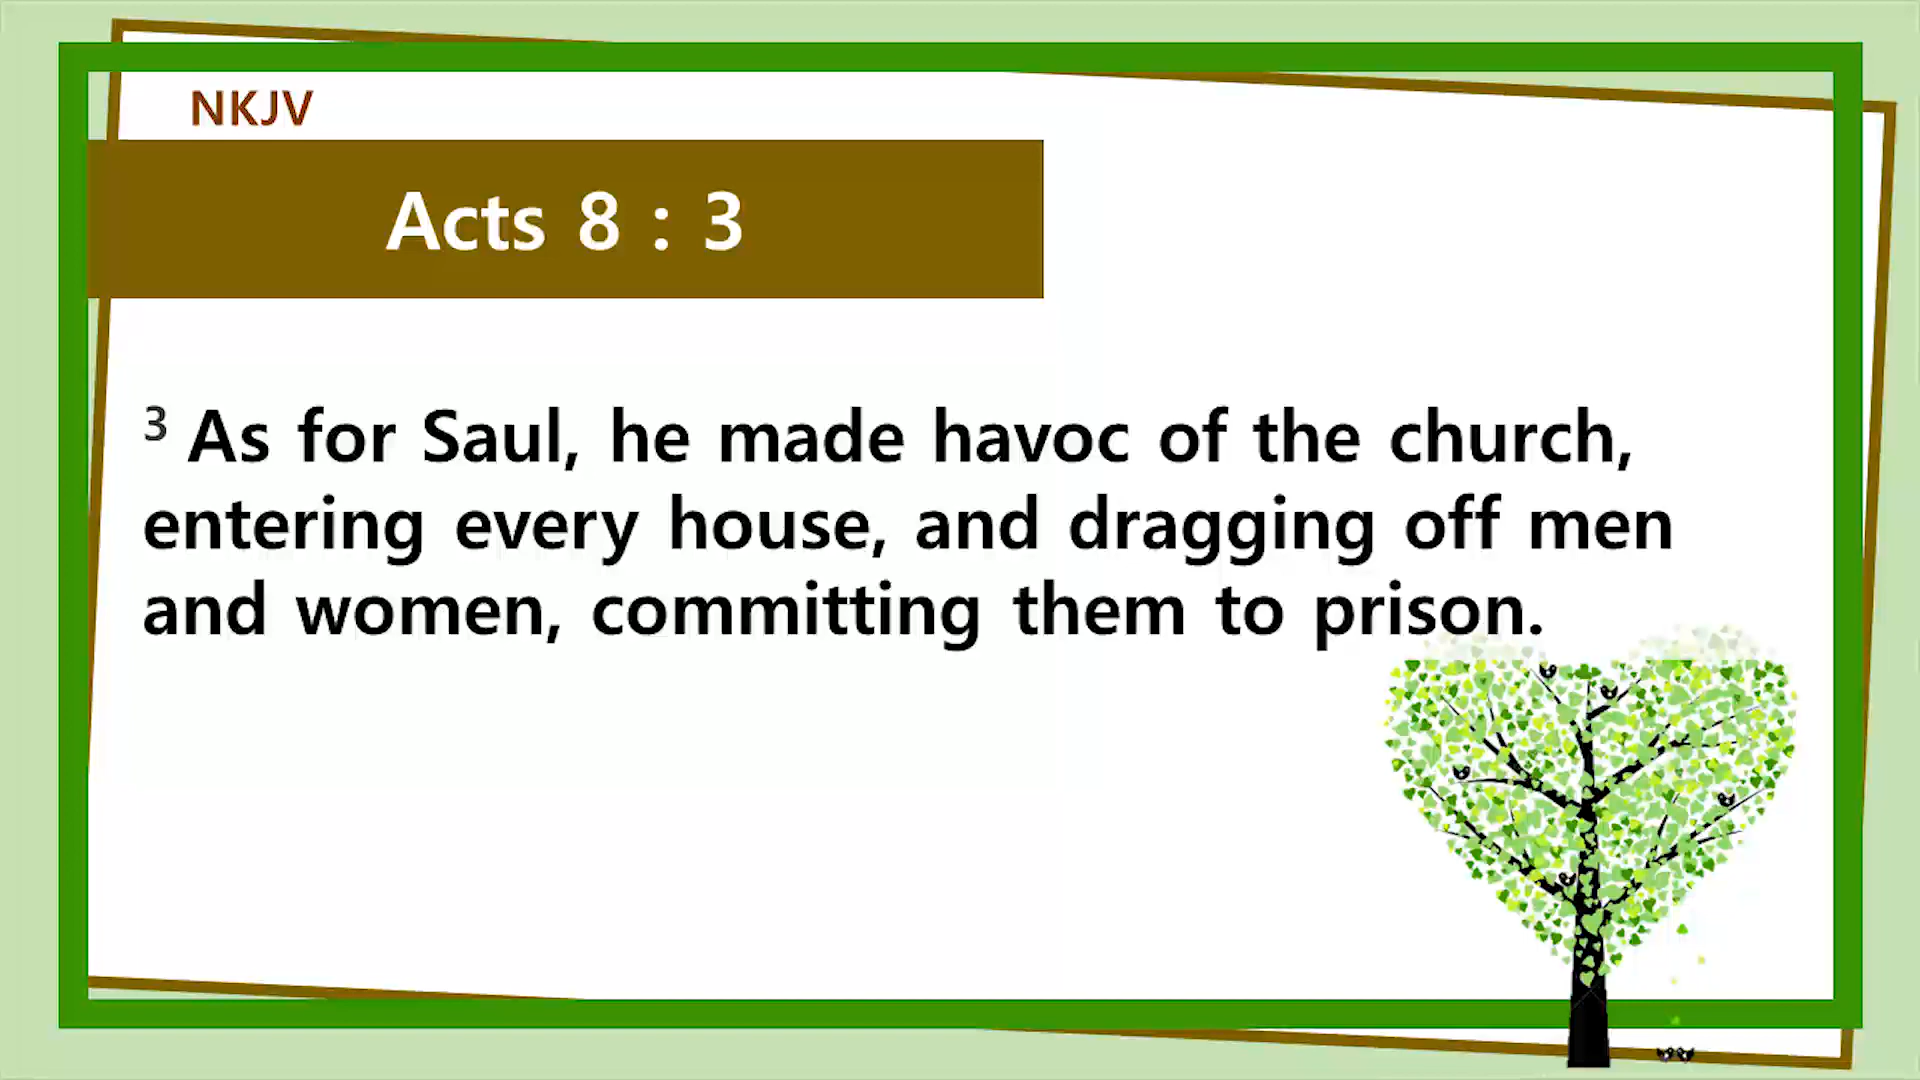 NKJV
Acts 8 : 3
3 As for Saul, he made havoc of the church,
entering every house, and dragging off men
and women, committing them to prison.